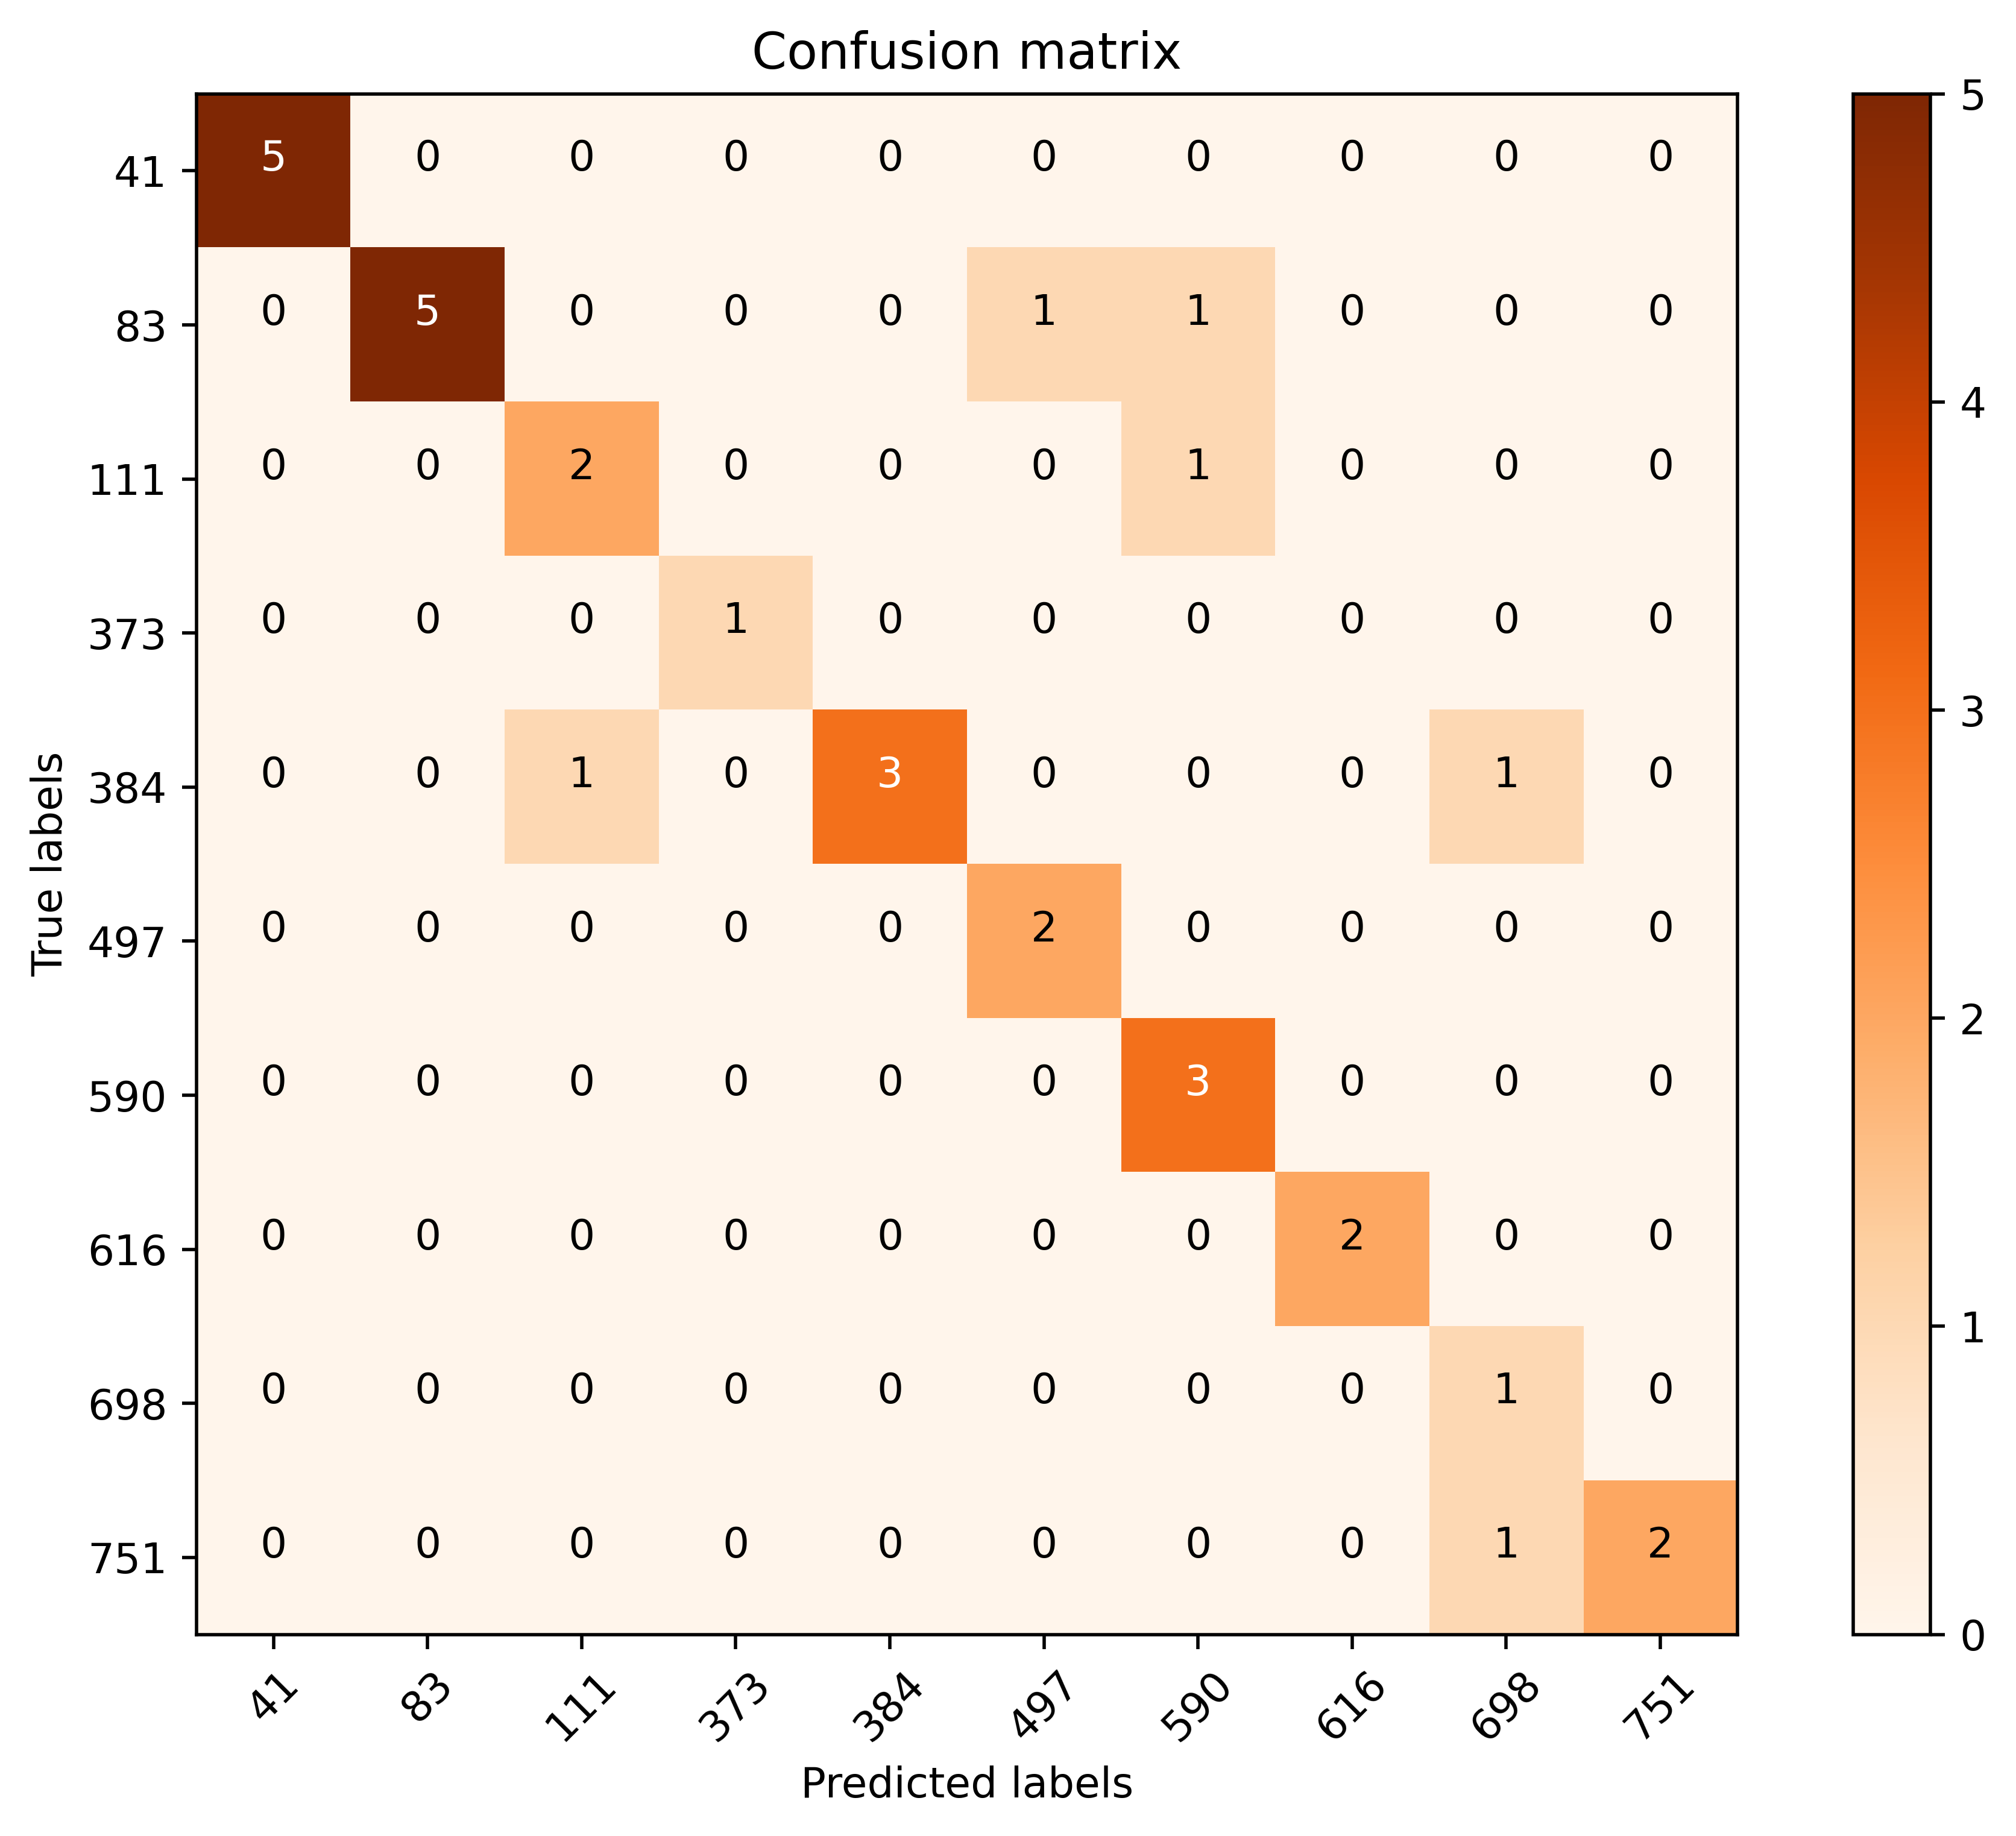 Confusion matrix
41 5 0 0 0 0 0 0 0 0 0
83 0 5 0 0 0 1 1 0 0 0
111 0 0 2 0 0 0 1 0 0 0
373 0 0 0 1 0 0 0 0 0 0
384 0 0 1 0 3 0 0 0 1 0
497 0 0 0 0 0 2 0 0 0 0
590 0 0 0 0 0 0 3 0 0 0
616 0 0 0 0 0 0 0 2 0 0
698 0 0 0 0 0 0 0 0 1 0
751 0 0 0 0 0 0 0 0 1 2
41 83 111 373 384 497 590 616 698 751
Predicted labels
True labels
5
4
3
2
1
0